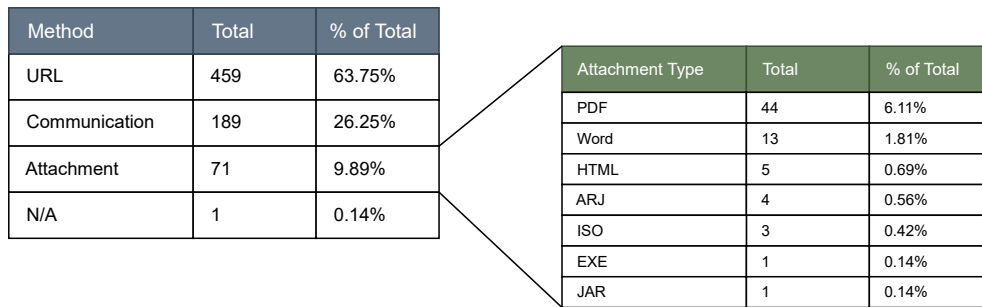 Method Total % of Total
URL 459 63.75%
Communication 189 26.25%
Attachment 71 9.89%
N/A 1 0.14%
Attachment Type Total % of Total
PDF 44 6.11%
Word 13 1.81%
HTML 5 0.69%
ARJ 4 0.56%
ISO 3 0.42%
EXE 1 0.14%
JAR 1 0.14%